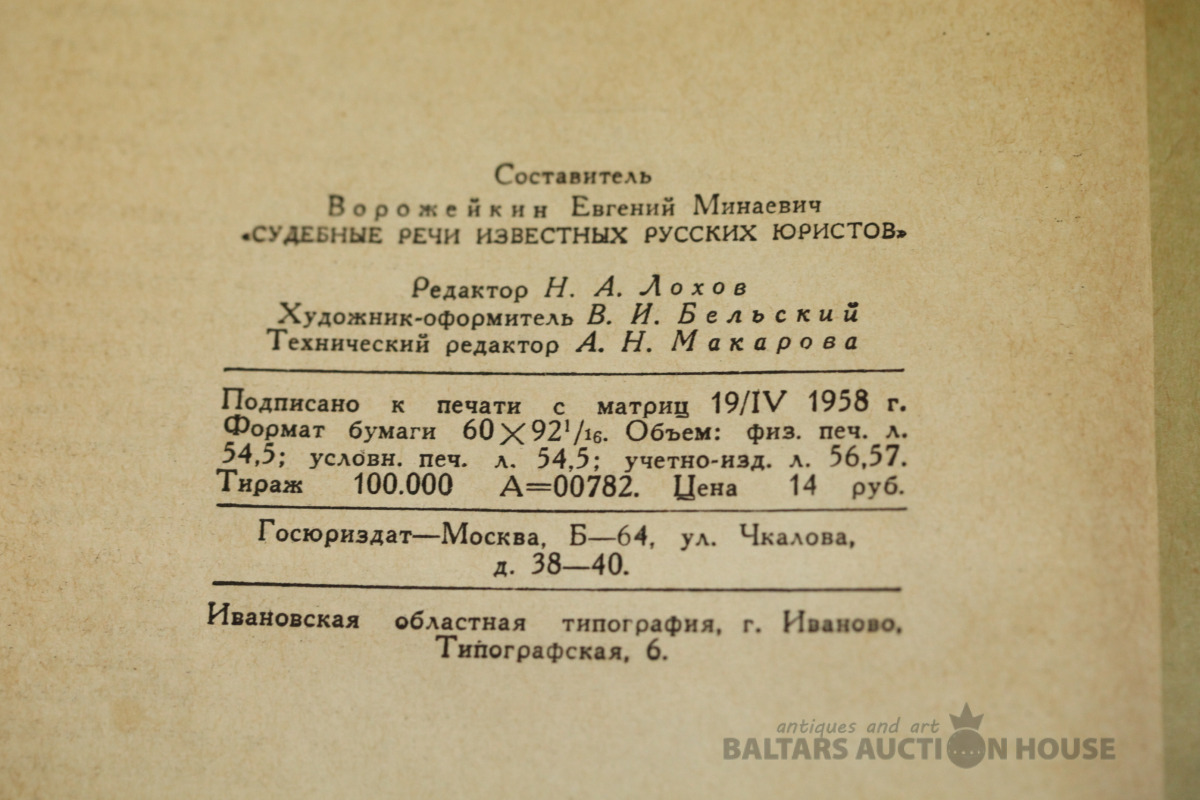 Составитель
Ворожейкин Евгений Минаевич
«СУДЕБНЫЕ РЕЧИ ИЗВЕСТНЫХ РУССКИХ ЮРИСТОВ»
Редактор Н. А. Лохов
Художник-оформитель В. И. Бельский
Технический редактор А. Н. Макарова
Подписано к печати с матриц 19/IV 1958 г.
Формат бумаги 60×92¹/₁₆. Объем: физ. печ. л.
54,5; условн. печ. л. 54,5; учетно-изд. л. 56,57.
Тираж 100.000 А=00782. Цена 14 руб.
Госюриздат—Москва, Б—64, ул. Чкалова,
д. 38—40.
Ивановская областная типография, г. Иваново,
Типографская, 6.
antiques and art
BALTARS AUCTION HOUSE